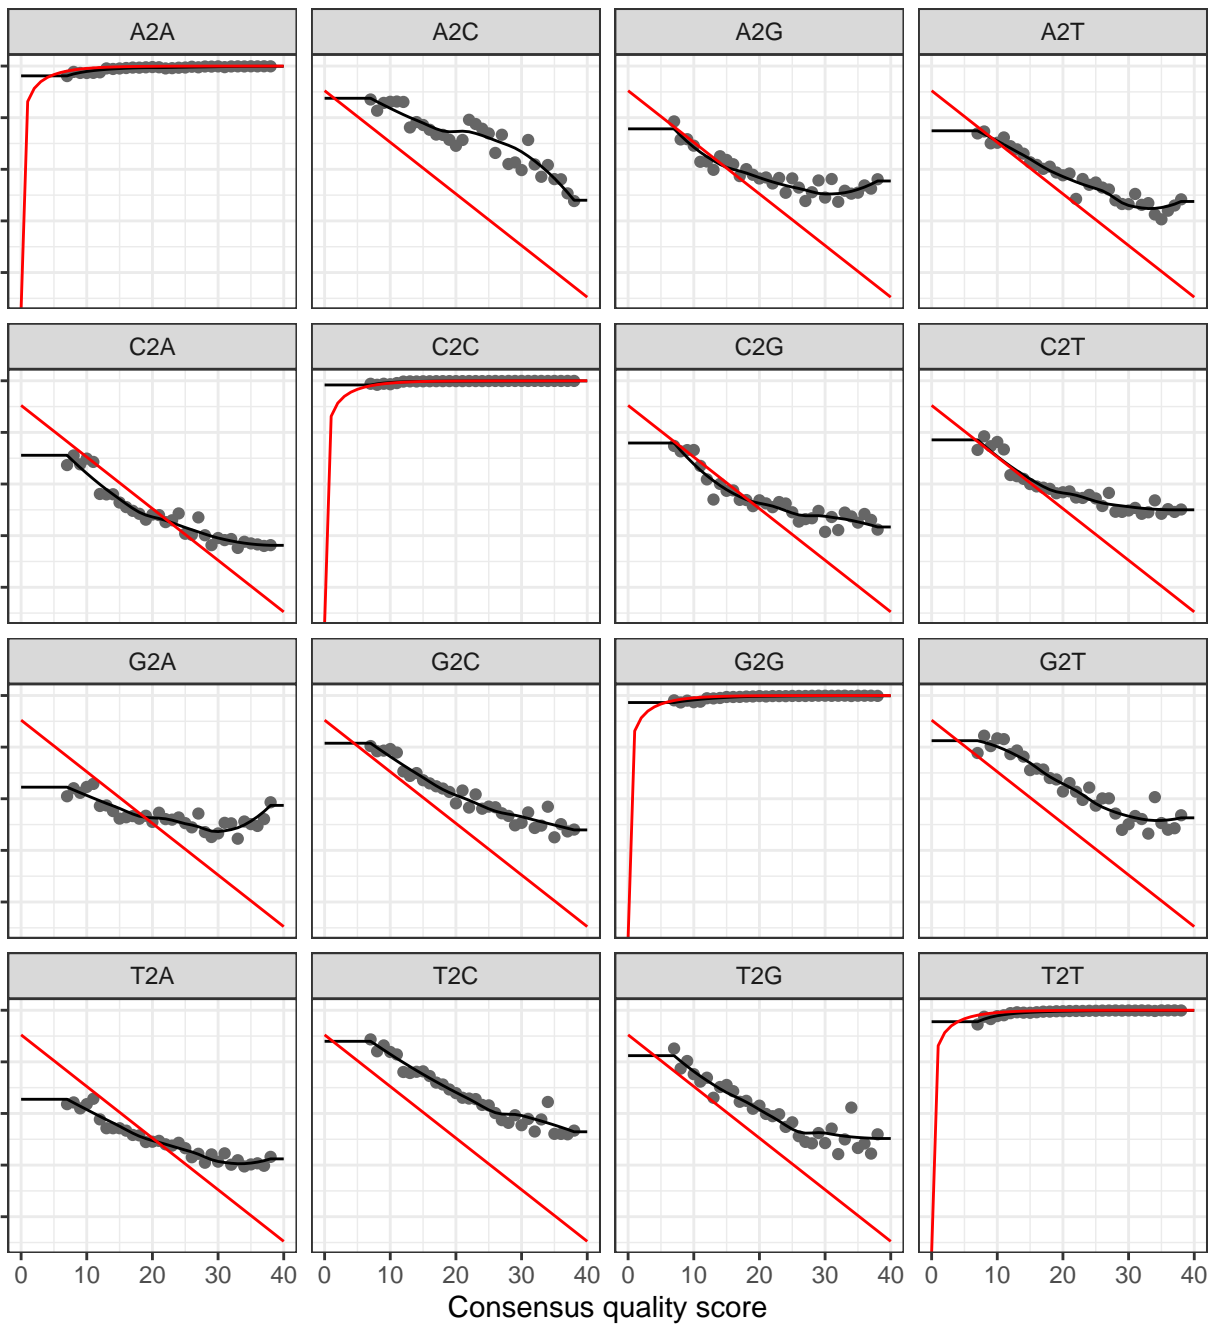 A2A A2C A2G A2T
C2A C2C C2G C2T
G2A G2C G2G G2T
T2A T2C T2G T2T
0 10 20 30 40 0 10 20 30 40 0 10 20 30 40 0 10 20 30 40
Consensus quality score